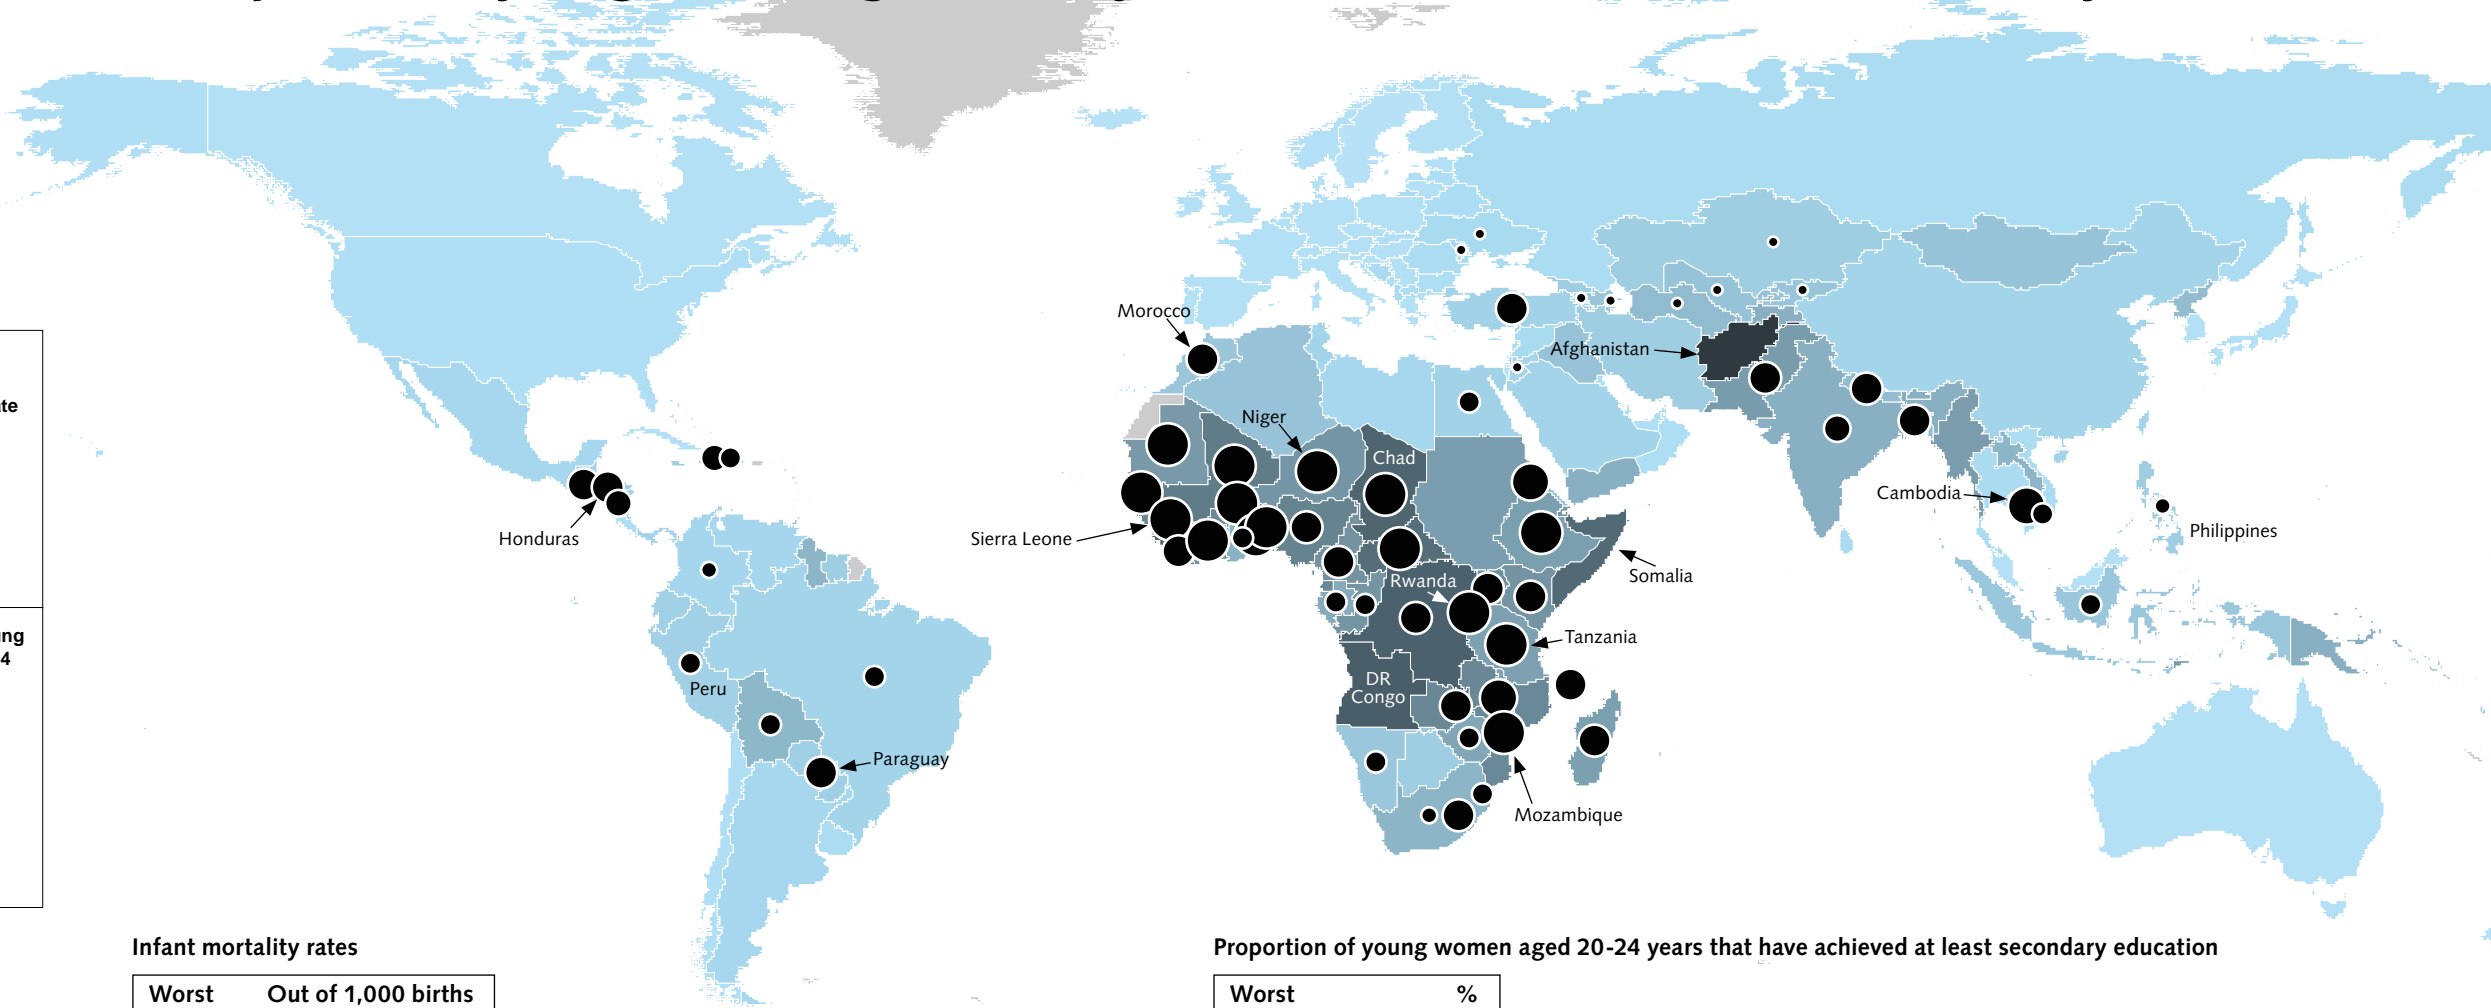 Morocco
Afghanistan
Niger
Chad
Cambodia
Philippines
Honduras
Sierra Leone
Somalia
Rwanda
Tanzania
DR
Congo
Peru
Paraguay
Mozambique
4
Infant mortality rates
Worst Out of 1,000 births
Proportion of young women aged 20-24 years that have achieved at least secondary education
Worst %